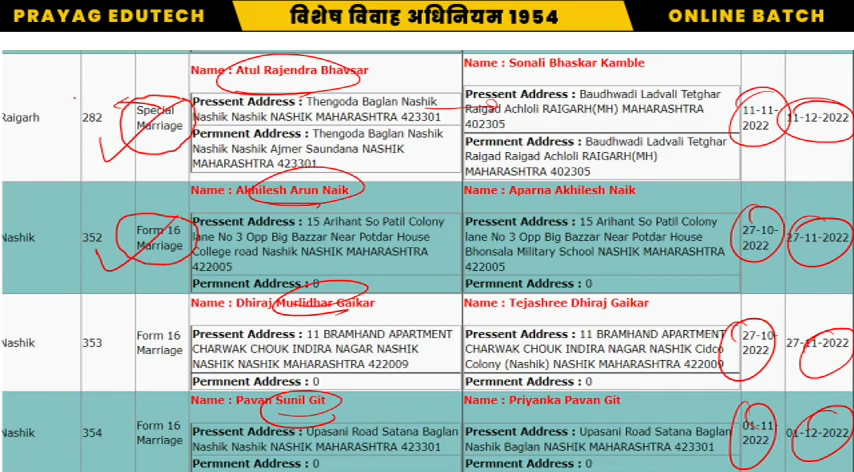 PRAYAG EDUTECH
विशेष विवाह अधिनियम 1954
ONLINE BATCH
Raigarh
282
Special
Marriage
Name : Atul Rajendra Bhavsar
Pressent Address : Thengoda Baglan Nashik
Nashik Nashik NASHIK MAHARASHTRA 423301
Permnent Address : Thengoda Baglan Nashik
Nashik Nashik Ajmer Saundana NASHIK
MAHARASHTRA 423301
Name : Sonali Bhaskar Kamble
Pressent Address : Baudhwadi Ladvali Tetghar
Raigad Achloli RAIGARH(MH) MAHARASHTRA
402305
Permnent Address : Baudhwadi Ladvali Tetghar
Raigad Raigad Achloli RAIGARH(MH)
MAHARASHTRA 402305
11-11-
2022
11-12-2022
Nashik
352
Form 16
Marriage
Name : Akhilesh Arun Naik
Pressent Address : 15 Arihant So Patil Colony
lane No 3 Opp Big Bazzar Near Potdar House
College road Nashik NASHIK MAHARASHTRA
422005
Permnent Address : 0
Name : Aparna Akhilesh Naik
Pressent Address : 15 Arihant So Patil Colony
lane No 3 Opp Big Bazzar Near Potdar House
Bhonsala Military School NASHIK MAHARASHTRA
422005
Permnent Address : 0
27-10-
2022
27-11-2022
Nashik
353
Form 16
Marriage
Name : Dhiraj Murlidhar Gaikar
Pressent Address : 11 BRAMHAND APARTMENT
CHARWAK CHOUK INDIRA NAGAR NASHIK
NASHIK NASHIK MAHARASHTRA 422009
Permnent Address : 0
Name : Tejashree Dhiraj Gaikar
Pressent Address : 11 BRAMHAND APARTMENT
CHARWAK CHOUK INDIRA NAGAR NASHIK Cidco
Colony (Nashik) NASHIK MAHARASHTRA 422009
Permnent Address : 0
27-10-
2022
27-11-2022
Nashik
354
Form 16
Marriage
Name : Pavan Sunil Git
Pressent Address : Upasani Road Satana Baglan
Nashik Nashik NASHIK MAHARASHTRA 423301
Permnent Address : 0
Name : Priyanka Pavan Git
Pressent Address : Upasani Road Satana Baglan
Nashik Baglan NASHIK MAHARASHTRA 423301
Permnent Address : 0
01-11-
2022
01-12-2022